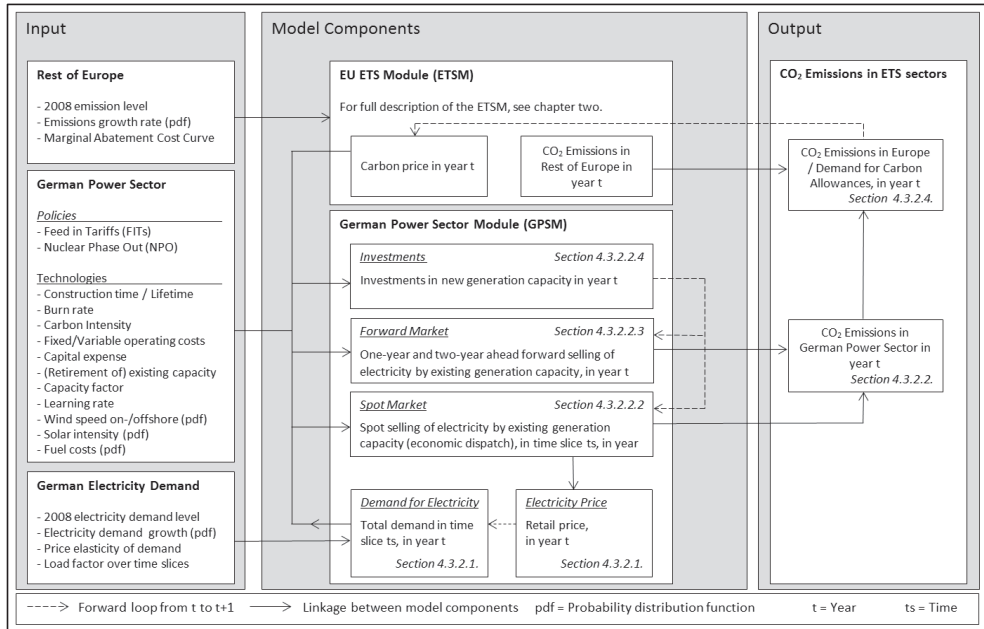 Input
Rest of Europe
- 2008 emission level
- Emissions growth rate (pdf)
- Marginal Abatement Cost Curve
German Power Sector
Policies
- Feed in Tariffs (FITs)
- Nuclear Phase Out (NPO)
Technologies
- Construction time / Lifetime
- Burn rate
- Carbon Intensity
- Fixed/Variable operating costs
- Capital expense
- (Retirement of) existing capacity
- Capacity factor
- Learning rate
- Wind speed on-/offshore (pdf)
- Solar intensity (pdf)
- Fuel costs (pdf)
German Electricity Demand
- 2008 electricity demand level
- Electricity demand growth (pdf)
- Price elasticity of demand
- Load factor over time slices
Model Components
EU ETS Module (ETSM)
For full description of the ETSM, see chapter two.
Carbon price in year t
CO₂ Emissions in
Rest of Europe in
year t
German Power Sector Module (GPSM)
Investments Section 4.3.2.2.4
Investments in new generation capacity in year t
Forward Market Section 4.3.2.2.3
One-year and two-year ahead forward selling of
electricity by existing generation capacity, in year t
Spot Market Section 4.3.2.2.2
Spot selling of electricity by existing generation
capacity (economic dispatch), in time slice ts, in year
Demand for Electricity
Total demand in time
slice ts, in year t
Section 4.3.2.1.
Electricity Price
Retail price,
in year t
Section 4.3.2.1.
Output
CO₂ Emissions in ETS sectors
CO₂ Emissions in Europe
/ Demand for Carbon
Allowances, in year t
Section 4.3.2.4.
CO₂ Emissions in
German Power Sector in
year t
Section 4.3.2.2.
Forward loop from t to t+1 Linkage between model components pdf = Probability distribution function t = Year ts = Time